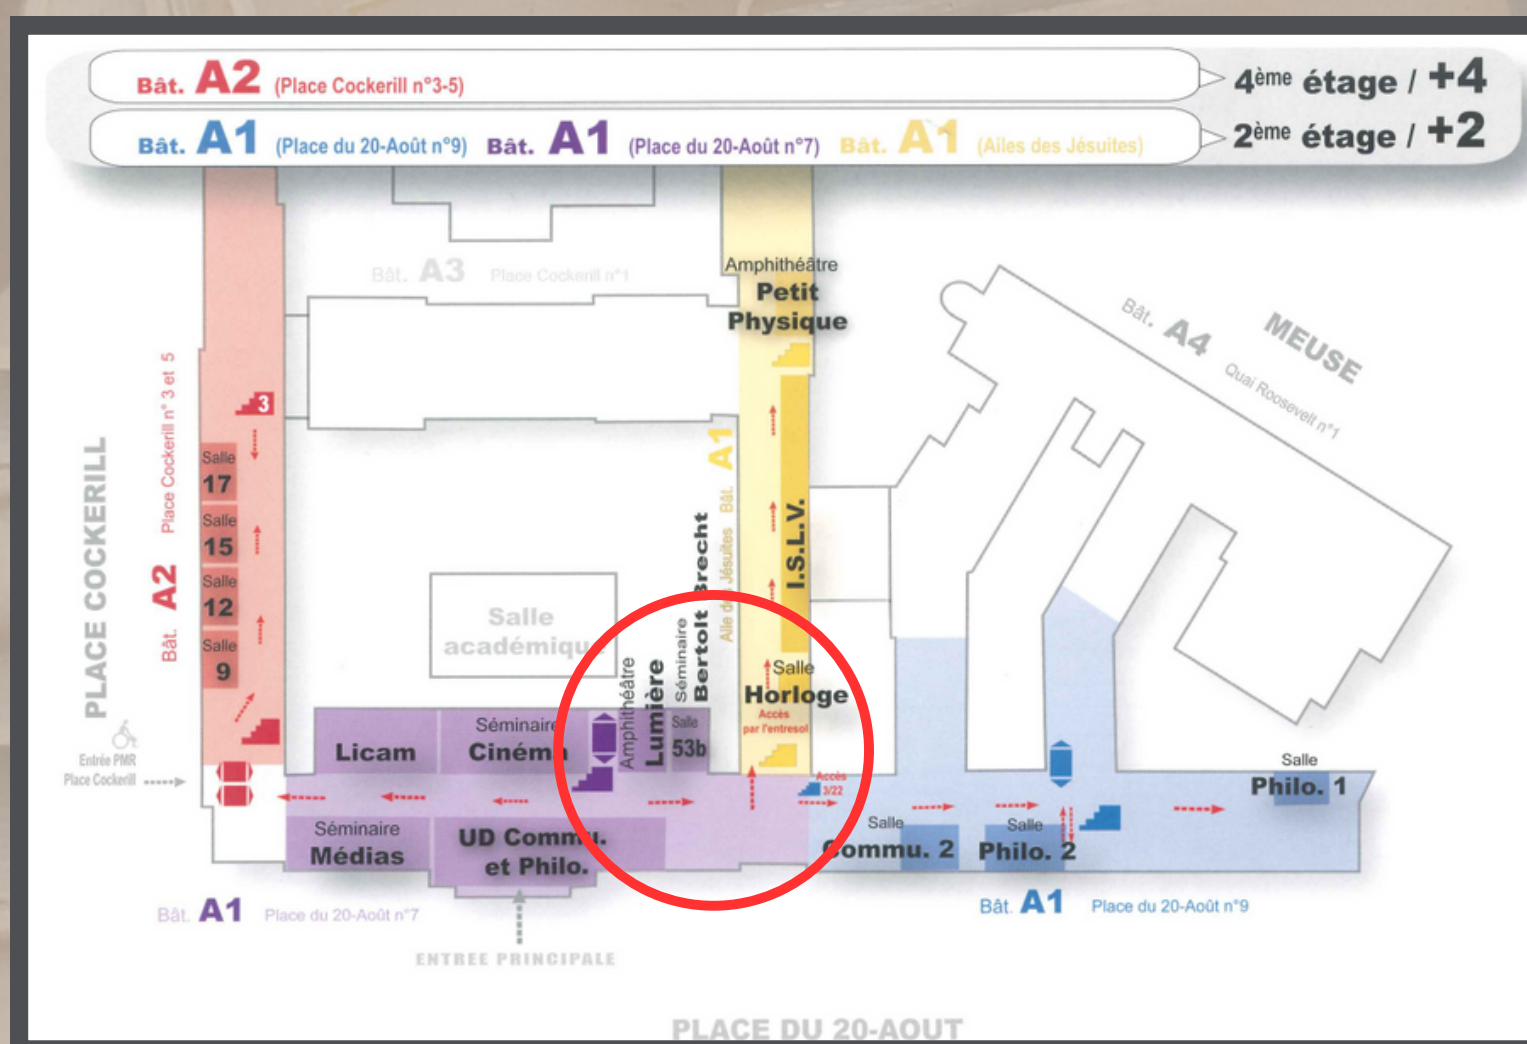 Bât. A2 (Place Cockerill n°3-5)
4ème étage / +4
Bât. A1 (Place du 20-Août n°9) Bât. A1 (Place du 20-Août n°7) Bât. A1 (Ailes des Jésuites)
2ème étage / +2
Bât. A3 Place Cockerill n°1
Amphithéâtre
Petit
Physique
Bât. A4 Quai Roosevelt n°1
MEUSE
PLACE COCKERILL
Bât. A2 Place Cockerill n° 3 et 5
3
Salle
17
Salle
15
Salle
12
Salle
9
Aile des Jésuites Bât. A1
I.S.L.V.
Salle
académique
Amphithéâtre
Lumière
Séminaire
Bertolt Brecht
Salle
53b
Salle
Horloge
Accès
par l'entresol
Licam
Séminaire
Cinéma
Entrée PMR
Place Cockerill
Accès
3/22
Salle
Philo. 1
Séminaire
Médias
UD Commu.
et Philo.
Salle
Commu. 2
Salle
Philo. 2
Bât. A1 Place du 20-Août n°7
Bât. A1 Place du 20-Août n°9
ENTREE PRINCIPALE
PLACE DU 20-AOUT